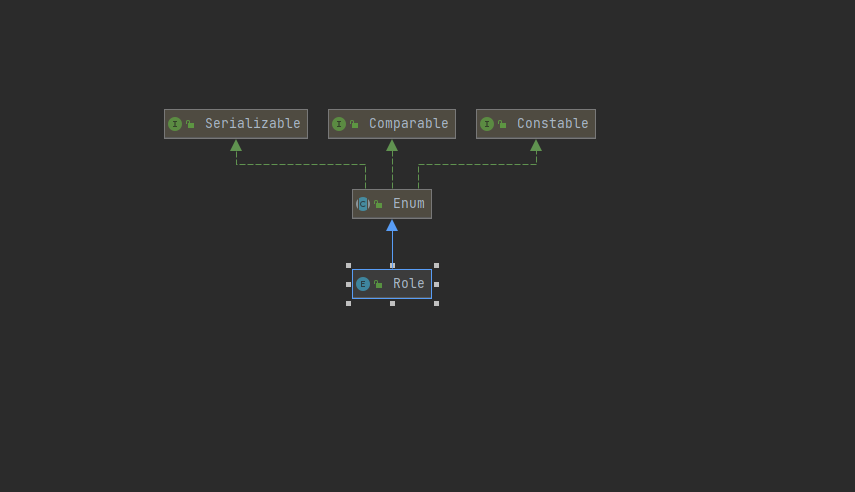 I Serializable
I Comparable
I Constable
C Enum
E Role